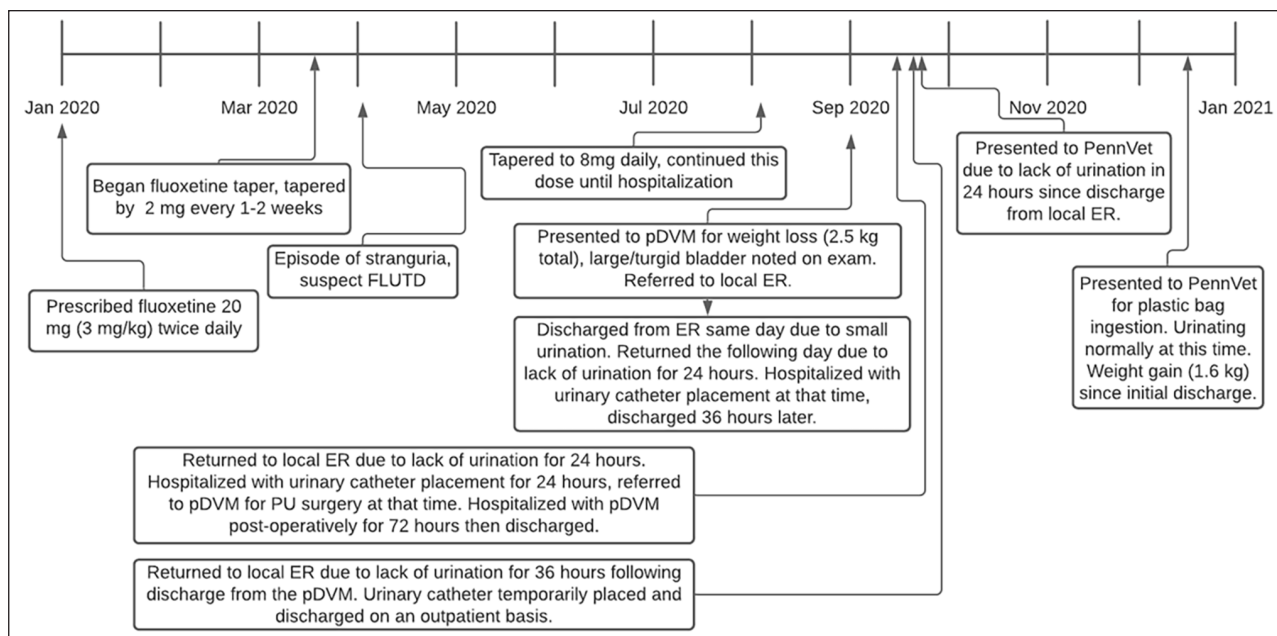 Jan 2020
Mar 2020
May 2020
Jul 2020
Sep 2020
Nov 2020
Jan 2021
Prescribed fluoxetine 20
mg (3 mg/kg) twice daily
Began fluoxetine taper, tapered
by 2 mg every 1-2 weeks
Episode of stranguria,
suspect FLUTD
Tapered to 8mg daily, continued this
dose until hospitalization
Presented to pDVM for weight loss (2.5 kg
total), large/turgid bladder noted on exam.
Referred to local ER.
Discharged from ER same day due to small
urination. Returned the following day due to
lack of urination for 24 hours. Hospitalized with
urinary catheter placement at that time,
discharged 36 hours later.
Returned to local ER due to lack of urination for 24 hours.
Hospitalized with urinary catheter placement for 24 hours, referred
to pDVM for PU surgery at that time. Hospitalized with pDVM
post-operatively for 72 hours then discharged.
Returned to local ER due to lack of urination for 36 hours following
discharge from the pDVM. Urinary catheter temporarily placed and
discharged on an outpatient basis.
Presented to PennVet
due to lack of urination in
24 hours since discharge
from local ER.
Presented to PennVet
for plastic bag
ingestion. Urinating
normally at this time.
Weight gain (1.6 kg)
since initial discharge.